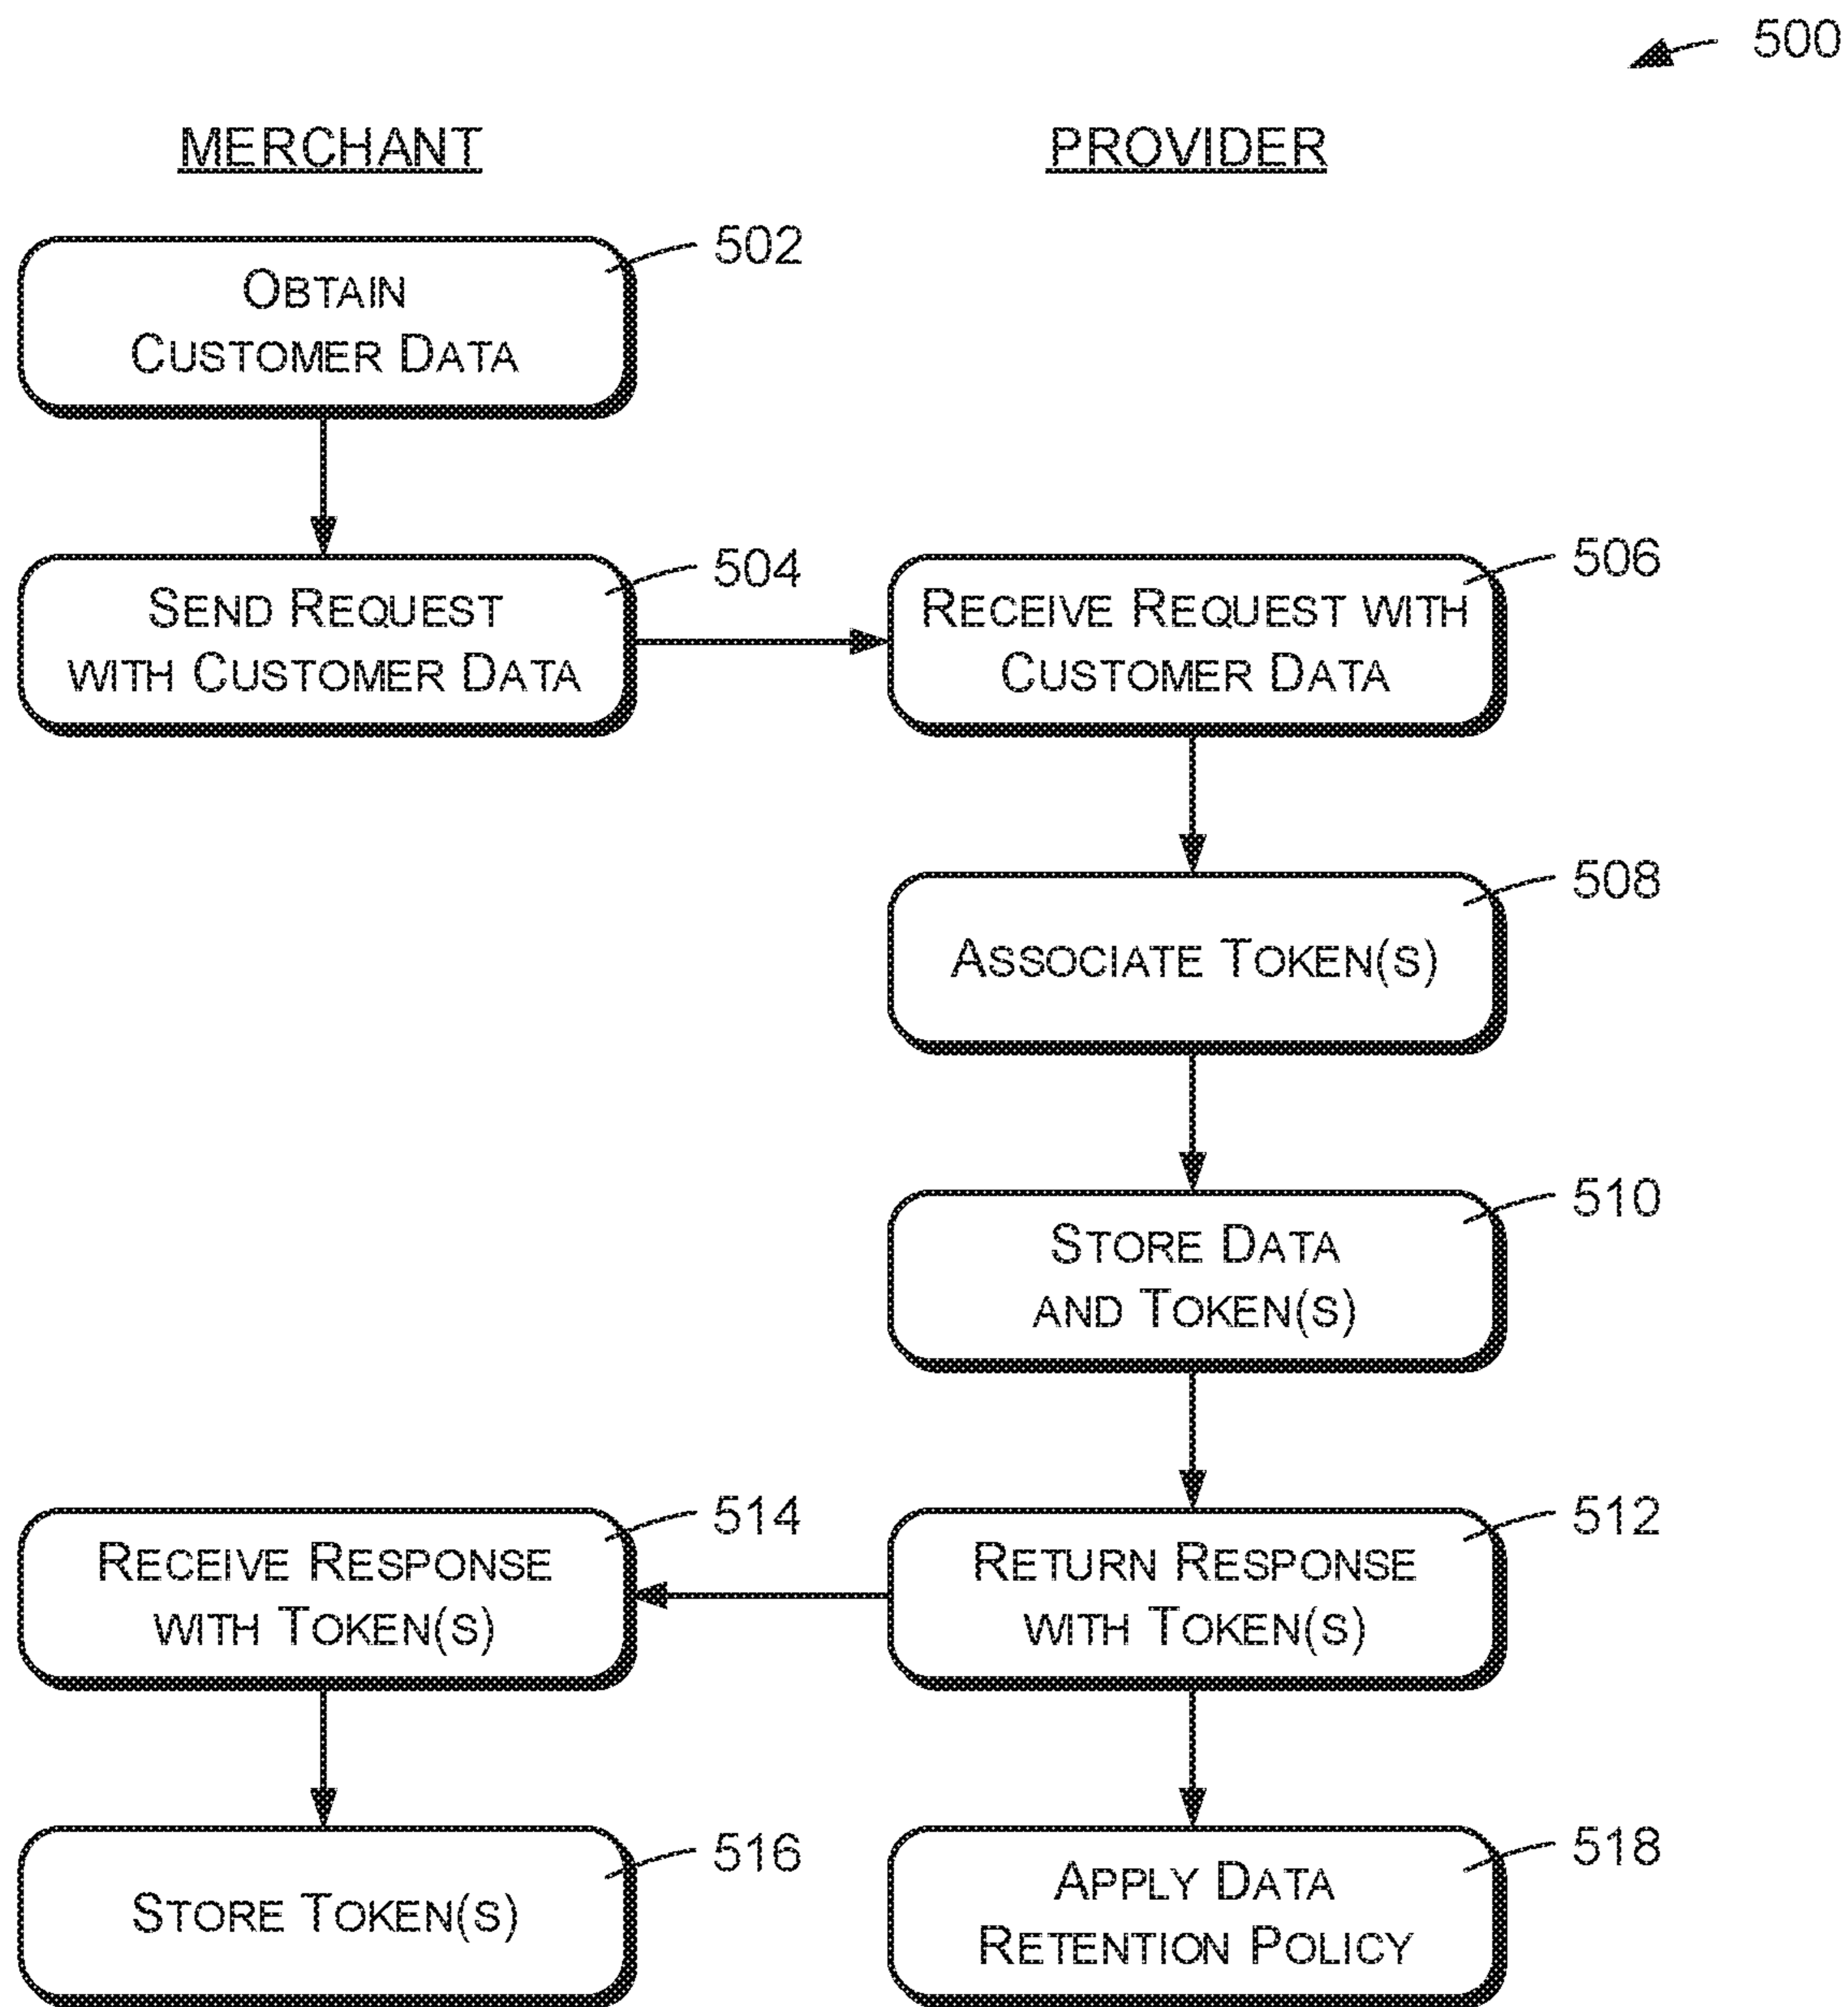 500
MERCHANT
PROVIDER
502
OBTAIN
CUSTOMER DATA
504
SEND REQUEST
WITH CUSTOMER DATA
506
RECEIVE REQUEST WITH
CUSTOMER DATA
508
ASSOCIATE TOKEN(S)
510
STORE DATA
AND TOKEN(S)
512
RETURN RESPONSE
WITH TOKEN(S)
514
RECEIVE RESPONSE
WITH TOKEN(S)
516
STORE TOKEN(S)
518
APPLY DATA
RETENTION POLICY